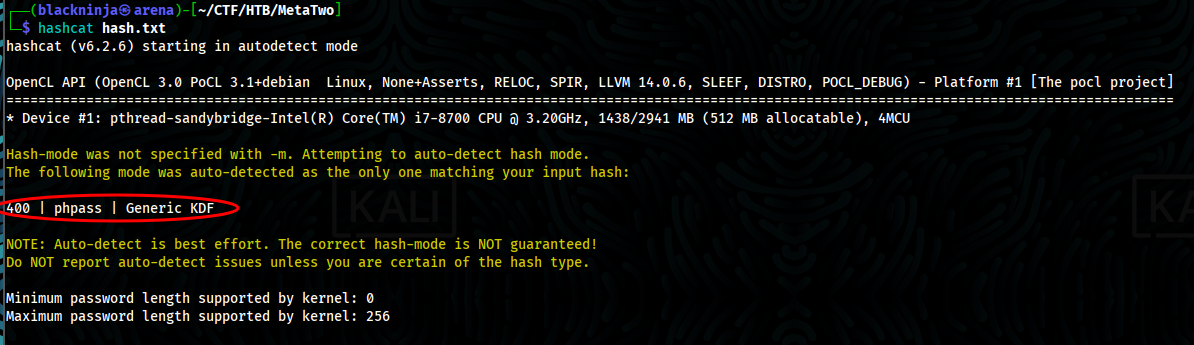 ┌──(blackninja㉿arena)-[~/CTF/HTB/MetaTwo]
└─$ hashcat hash.txt
hashcat (v6.2.6) starting in autodetect mode
OpenCL API (OpenCL 3.0 PoCL 3.1+debian  Linux, None+Asserts, RELOC, SPIR, LLVM 14.0.6, SLEEF, DISTRO, POCL_DEBUG) - Platform #1 [The pocl project]
==================================================================================================================================================
* Device #1: pthread-sandybridge-Intel(R) Core(TM) i7-8700 CPU @ 3.20GHz, 1438/2941 MB (512 MB allocatable), 4MCU
Hash-mode was not specified with -m. Attempting to auto-detect hash mode.
The following mode was auto-detected as the only one matching your input hash:
400 | phpass | Generic KDF
KALI
KA
NOTE: Auto-detect is best effort. The correct hash-mode is NOT guaranteed!
Do NOT report auto-detect issues unless you are certain of the hash type.
Minimum password length supported by kernel: 0
Maximum password length supported by kernel: 256